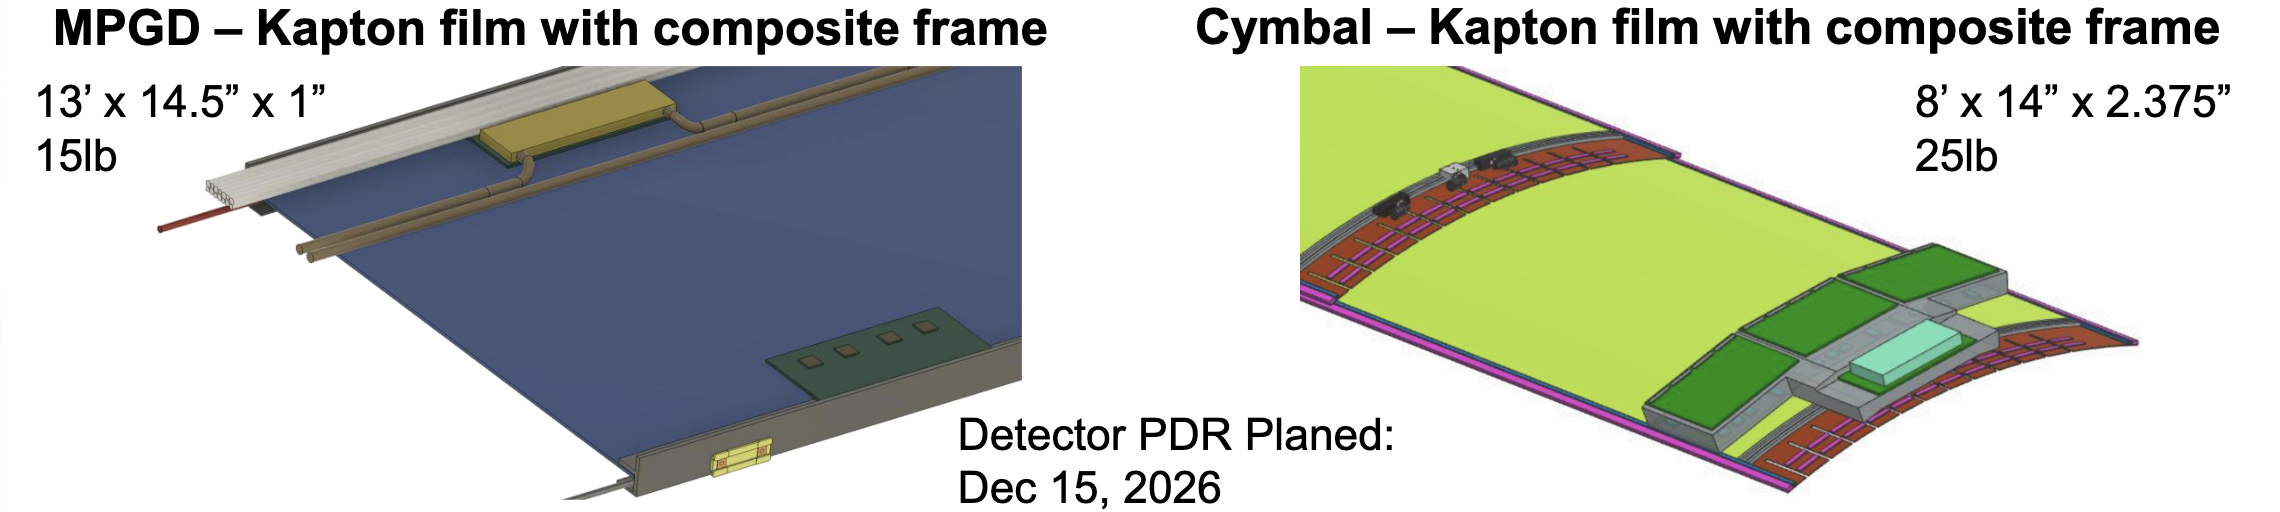 MPGD – Kapton film with composite frame
13’ x 14.5” x 1”
15lb
Cymbal – Kapton film with composite frame
8’ x 14” x 2.375”
25lb
Detector PDR Planed:
Dec 15, 2026